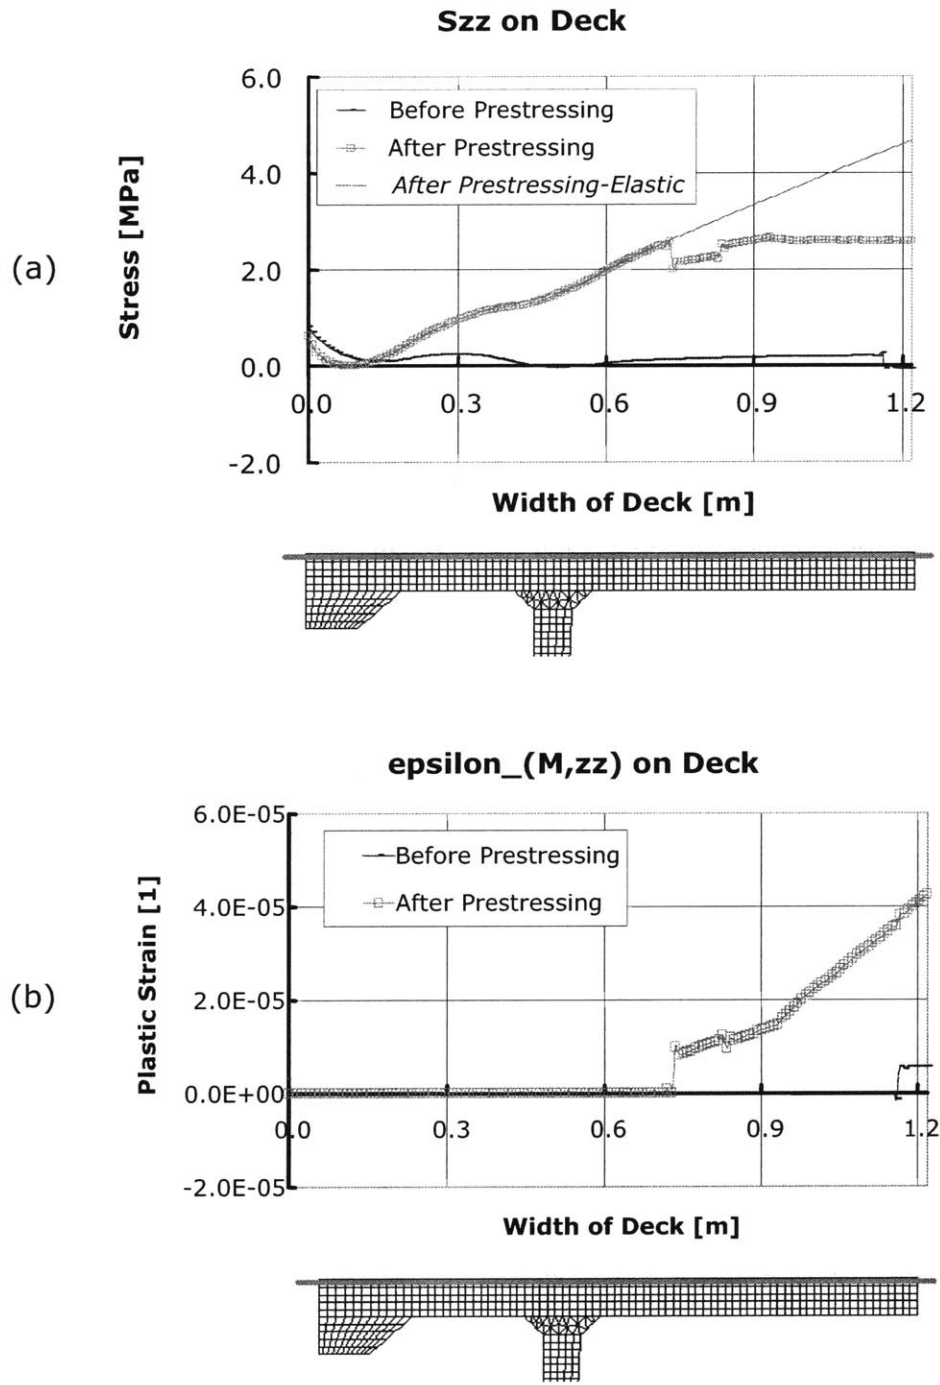 Szz on Deck
(a)
Stress [MPa]
6.0
4.0
2.0
0.0
-2.0
Before Prestressing
After Prestressing
After Prestressing-Elastic
0.0 0.3 0.6 0.9 1.2
Width of Deck [m]
epsilon_(M,zz) on Deck
(b)
Plastic Strain [1]
6.0E-05
4.0E-05
2.0E-05
0.0E+00
-2.0E-05
Before Prestressing
After Prestressing
0.0 0.3 0.6 0.9 1.2
Width of Deck [m]